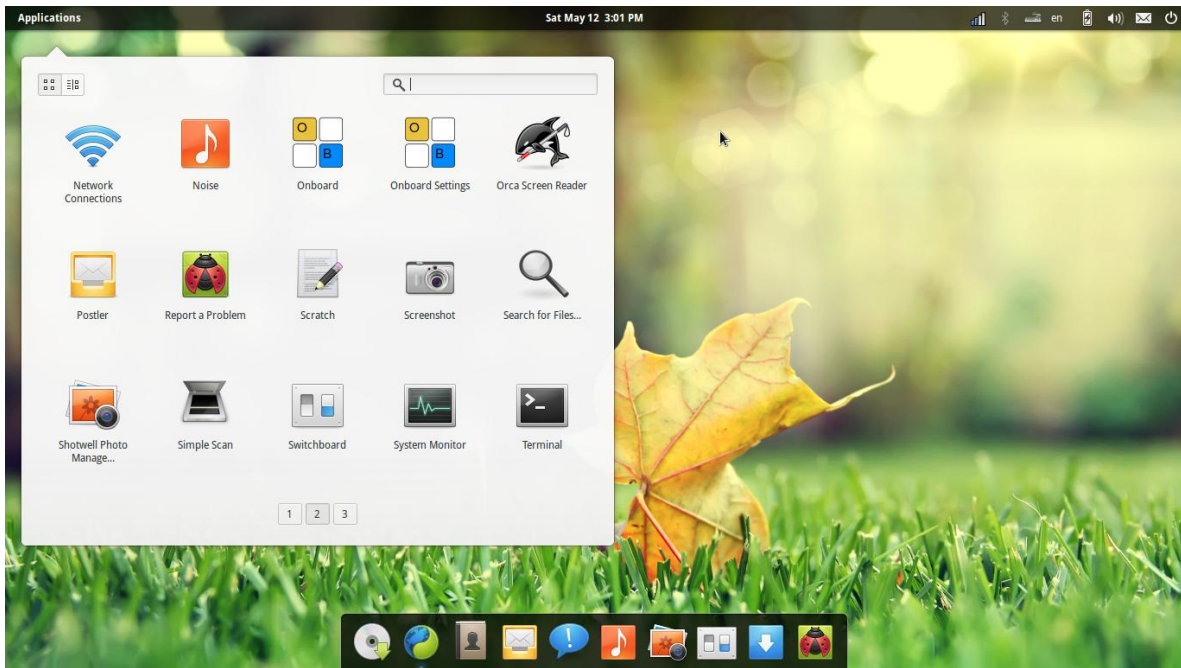 Applications
Sat May 12 3:01 PM
en
Network
Connections
Noise
O
B
Onboard
O
B
Onboard Settings
Orca Screen Reader
Postler
Report a Problem
Scratch
Screenshot
Search for Files...
Shotwell Photo
Manage...
Simple Scan
Switchboard
System Monitor
>_
Terminal
1
2
3